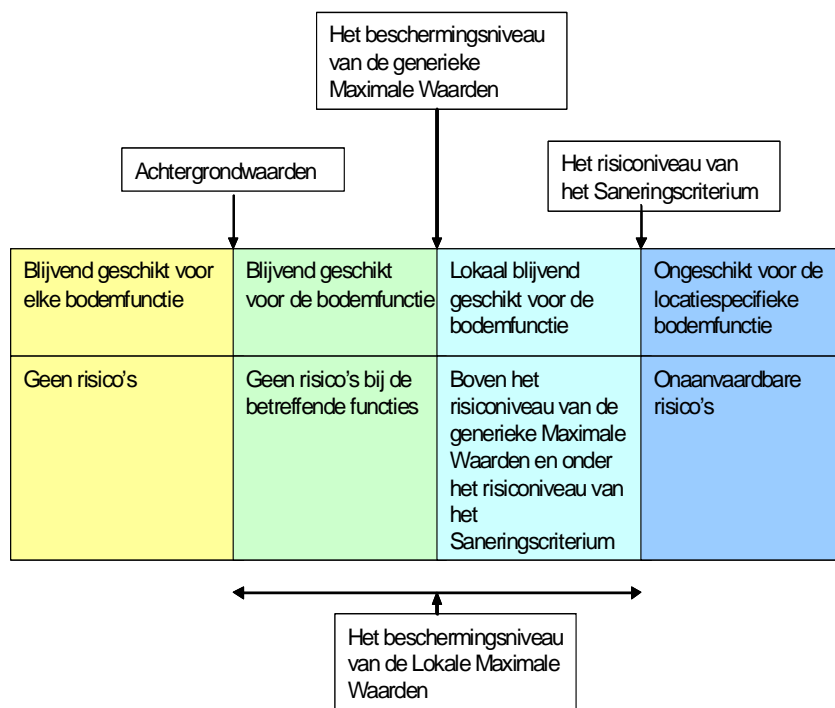 Het beschermingsniveau
van de generieke
Maximale Waarden
Achtergrondwaarden
Het risiconiveau van
het Saneringscriterium
Blijvend geschikt voor
elke bodemfunctie
Blijvend geschikt
voor de bodemfunctie
Lokaal blijvend
geschikt voor de
bodemfunctie
Ongeschikt voor de
locatiespecifieke
bodemfunctie
Geen risico's
Geen risico's bij de
betreffende functies
Boven het
risiconiveau van de
generieke Maximale
Waarden en onder
het risiconiveau van
het
Saneringscriterium
Onaanvaardbare
risico's
Het beschermingsniveau
van de Lokale Maximale
Waarden